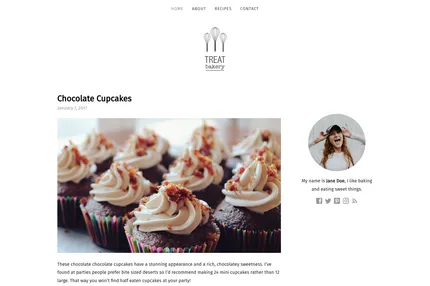 HOME ABOUT RECIPES CONTACT
TREAT
bakery
Chocolate Cupcakes
January 7, 2017
My name is Jane Doe, I like baking
and eating sweet things.
These chocolate chocolate cupcakes have a stunning appearance and a rich, chocolatey sweetness. I've
found at parties people prefer bite sized deserts so I'd recommend making 24 mini cupcakes rather than 12
large. That way you won't find half eaten cupcakes at your party!